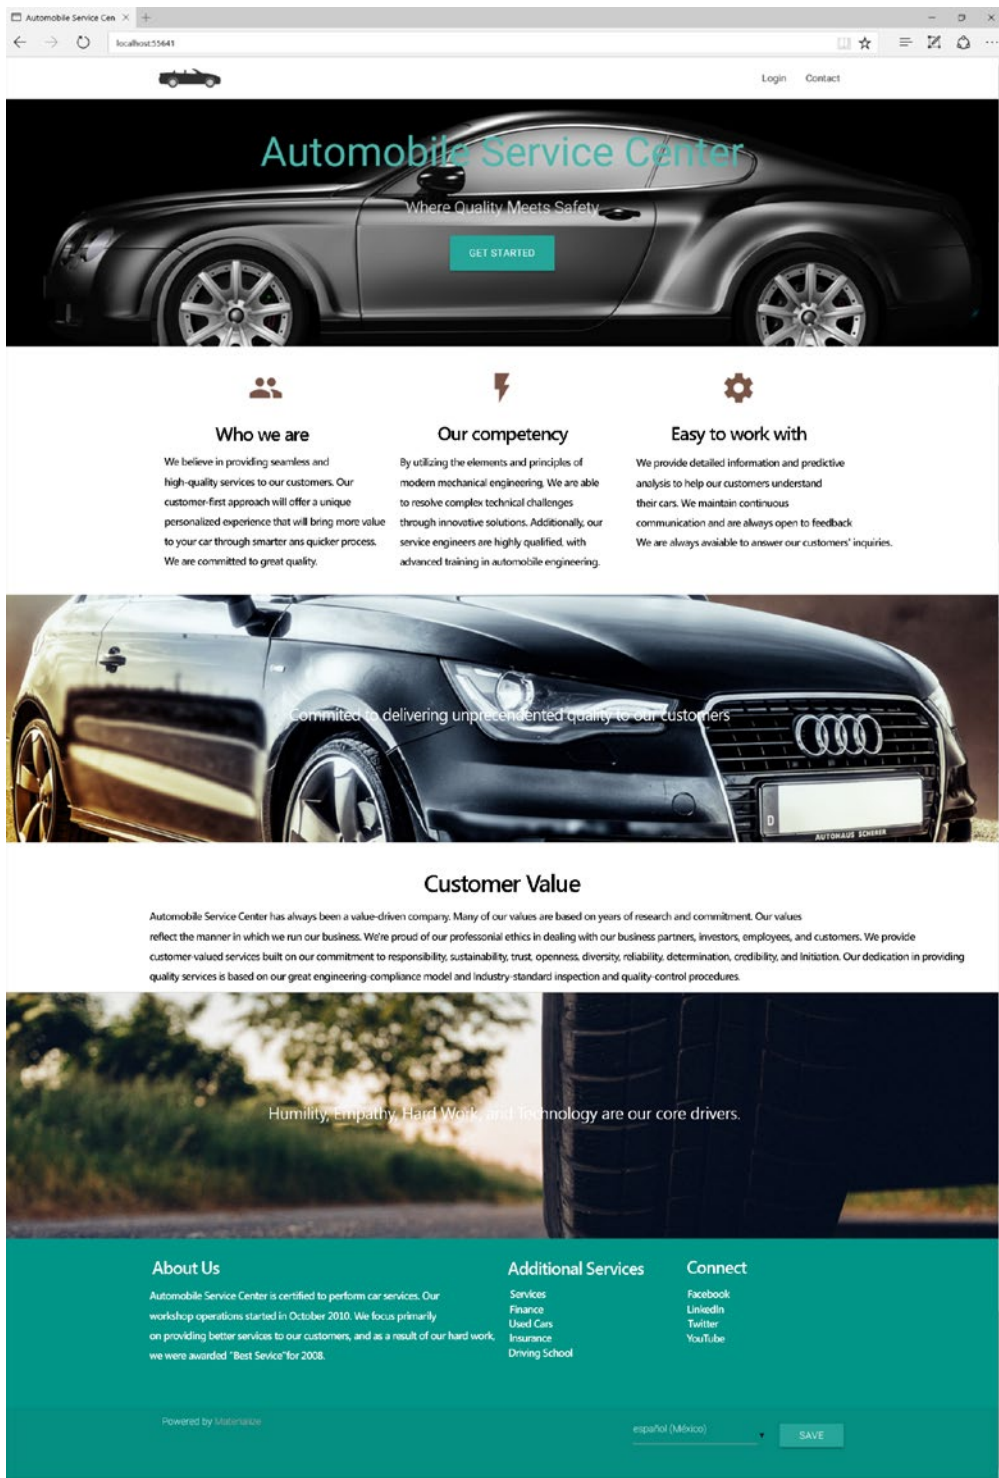 Automobile Service Cen
localhost:55641
Login Contact
Automobile Service Center
Where Quality Meets Safety
GET STARTED
Who we are
We believe in providing seamless and
high-quality services to our customers. Our
customer-first approach will offer a unique
personalized experience that will bring more value
to your car through smarter ans quicker process.
We are committed to great quality.
Our competency
By utilizing the elements and principles of
modern mechanical engineering, We are able
to resolve complex technical challenges
through innovative solutions. Additionally, our
service engineers are highly qualified, with
advanced training in automobile engineering.
Easy to work with
We provide detailed information and predictive
analysis to help our customers understand
their cars. We maintain continuous
communication and are always open to feedback
We are always avaiable to answer our customers' inquiries.
Commited to delivering unprecendented quality to our customers
D
AUTOHAUS SCHERER
Customer Value
Automobile Service Center has always been a value-driven company. Many of our values are based on years of research and commitment. Our values
reflect the manner in which we run our business. We're proud of our professonial ethics in dealing with our business partners, investors, employees, and customers. We provide
customer-valued services built on our commitment to responsibility, sustainability, trust, openness, diversity, reliability, determination, credibility, and Initiation. Our dedication in providing
quality services is based on our great engineering-compliance model and Industry-standard inspection and quality-control procedures.
Humility, Empathy, Hard Work, and Technology are our core drivers.
About Us
Automobile Service Center is certified to perform car services. Our
workshop operations started in October 2010. We focus primarily
on providing better services to our customers, and as a result of our hard work,
we were awarded "Best Sevice"for 2008.
Additional Services
Services
Finance
Used Cars
Insurance
Driving School
Connect
Facebook
LinkedIn
Twitter
YouTube
Powered by Materialize
español (México)
SAVE